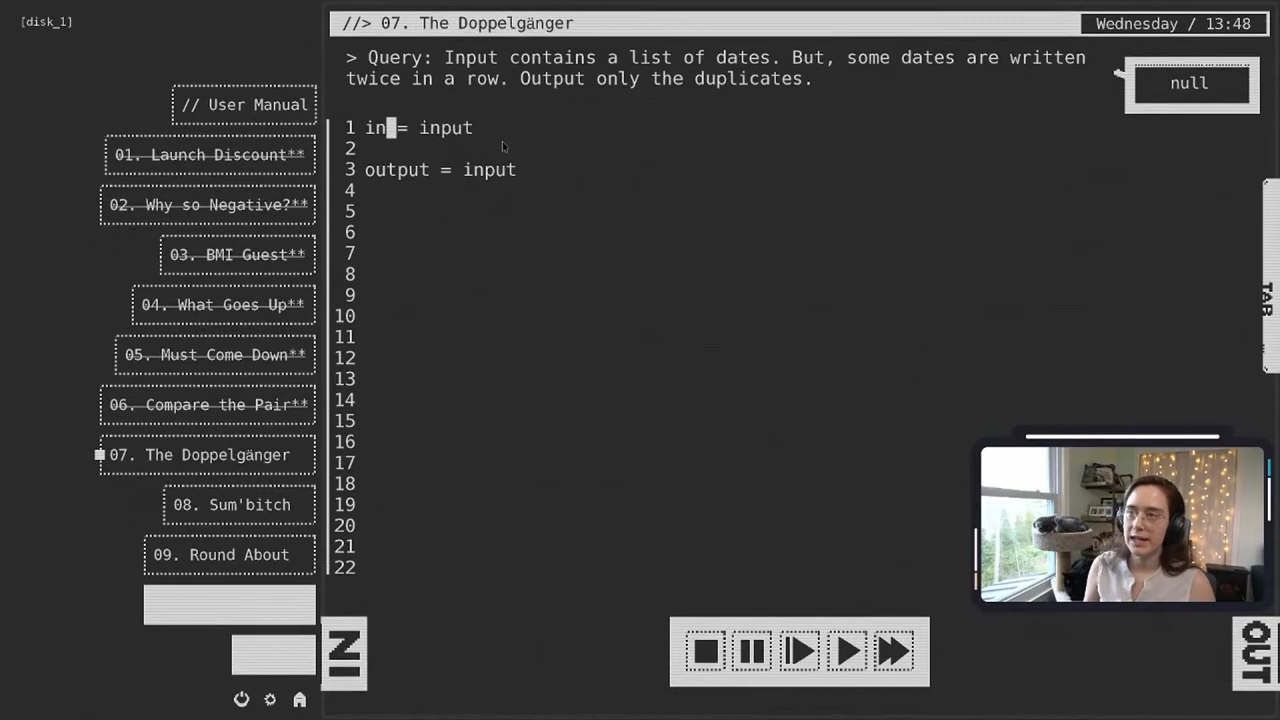 [disk_1]
//> 07. The Doppelgänger
Wednesday / 13:48
> Query: Input contains a list of dates. But, some dates are written
twice in a row. Output only the duplicates.
null
// User Manual
01. Launch Discount**
02. Why so Negative?**
03. BMI Guest**
04. What Goes Up**
05. Must Come Down**
06. Compare the Pair**
07. The Doppelgänger
08. Sum'bitch
09. Round About
1 in = input
2
3 output = input
4
5
6
7
8
9
10
11
12
13
14
15
16
17
18
19
20
21
22
TAB
IN
OUT